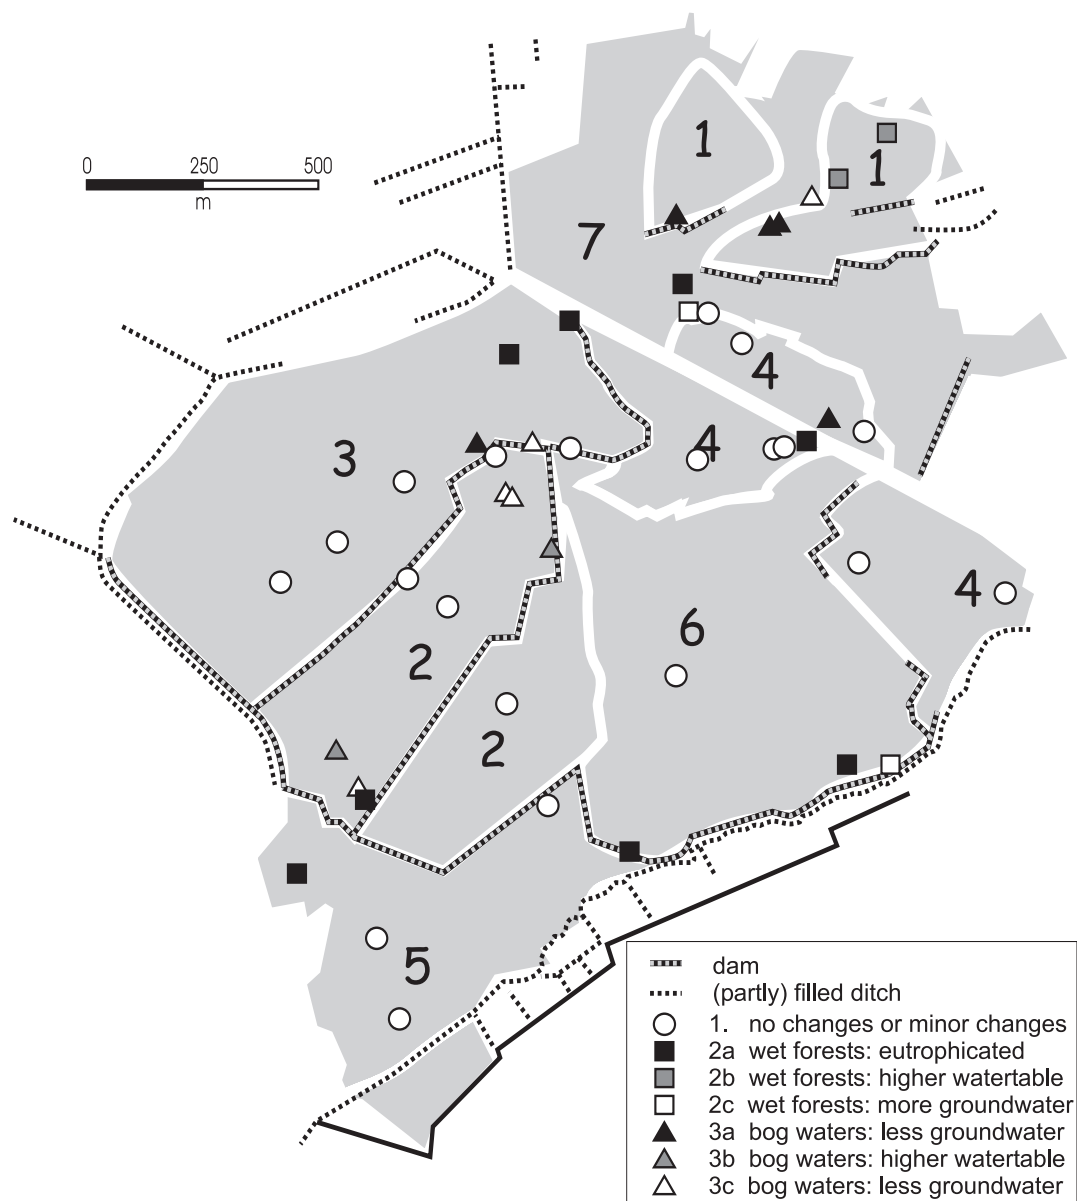 1
1
0 250 500
m
7
4
4
3
4
6
2
2
5
dam
(partly) filled ditch
1. no changes or minor changes
2a wet forests: eutrophicated
2b wet forests: higher watertable
2c wet forests: more groundwater
3a bog waters: less groundwater
3b bog waters: higher watertable
3c bog waters: less groundwater